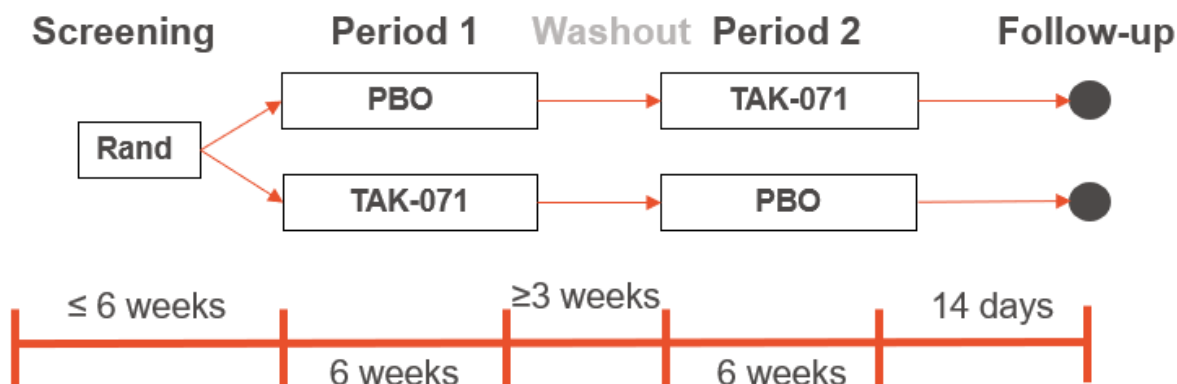 Screening Period 1 Washout Period 2 Follow-up
PBO TAK-071
Rand
TAK-071 PBO
≤ 6 weeks ≥3 weeks 14 days
6 weeks 6 weeks